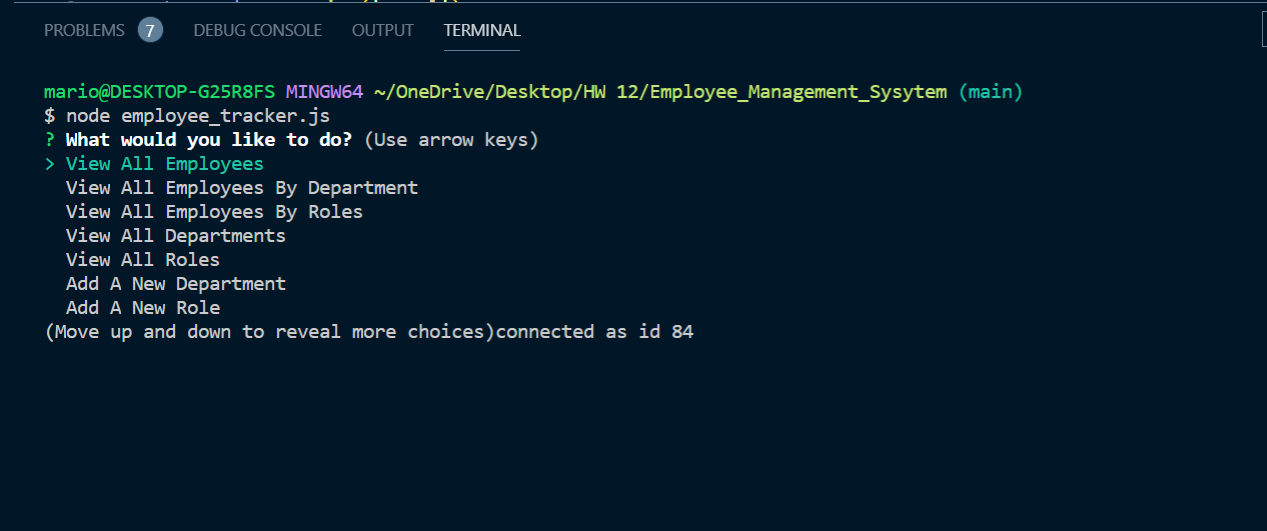 PROBLEMS 7 DEBUG CONSOLE OUTPUT TERMINAL
mario@DESKTOP-G25R8FS MINGW64 ~/OneDrive/Desktop/HW 12/Employee_Management_Sysytem (main)
$ node employee_tracker.js
? What would you like to do? (Use arrow keys)
> View All Employees
View All Employees By Department
View All Employees By Roles
View All Departments
View All Roles
Add A New Department
Add A New Role
(Move up and down to reveal more choices)connected as id 84